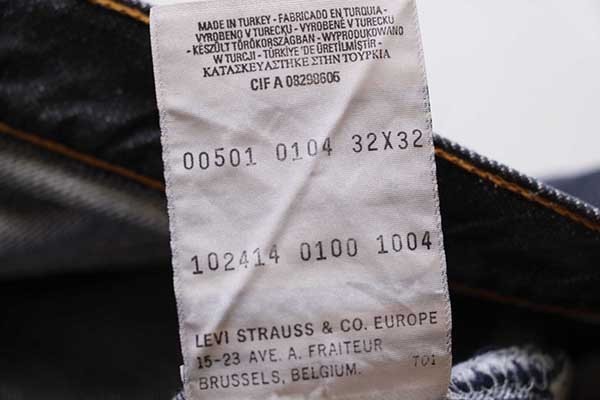 MADE IN TURKEY - FABRICADO EN TURQUIA -
VYROBENO V TURECKU - VYROBENÉ V TURECKO
- KÉSZÜLT TÖRÖKORSZÁGBAN - WYPRODUKOWANO
W TURCJI - TÜRKİYE 'DE ÜRETİLMİŞTİR -
ΚΑΤΑΣΚΕΥΑΣΤΗΚΕ ΣΤΗΝ ΤΟΥΡΚΙΑ
CIF A 08298606
00501 0104 32X32
102414 0100 1004
LEVI STRAUSS & CO. EUROPE
15-23 AVE. A. FRAITEUR
BRUSSELS, BELGIUM. 701